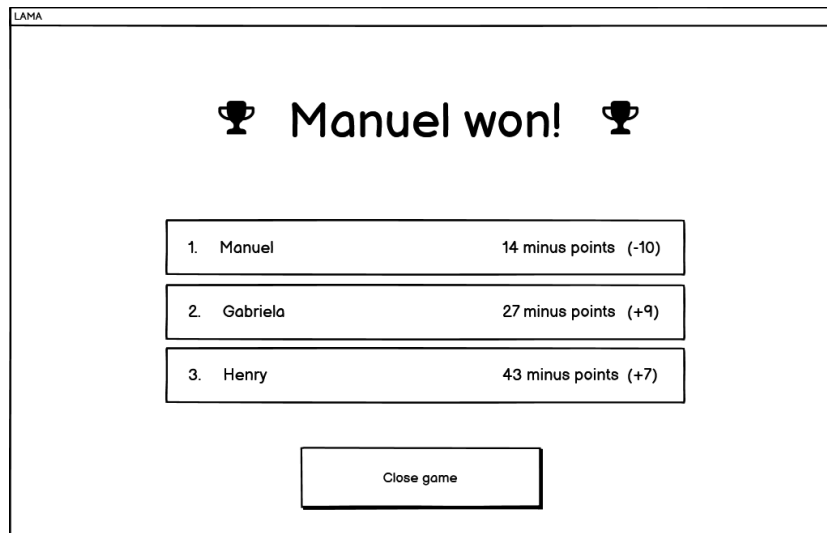 LAMA
Manuel won!
1. Manuel 14 minus points (-10)
2. Gabriela 27 minus points (+9)
3. Henry 43 minus points (+7)
Close game